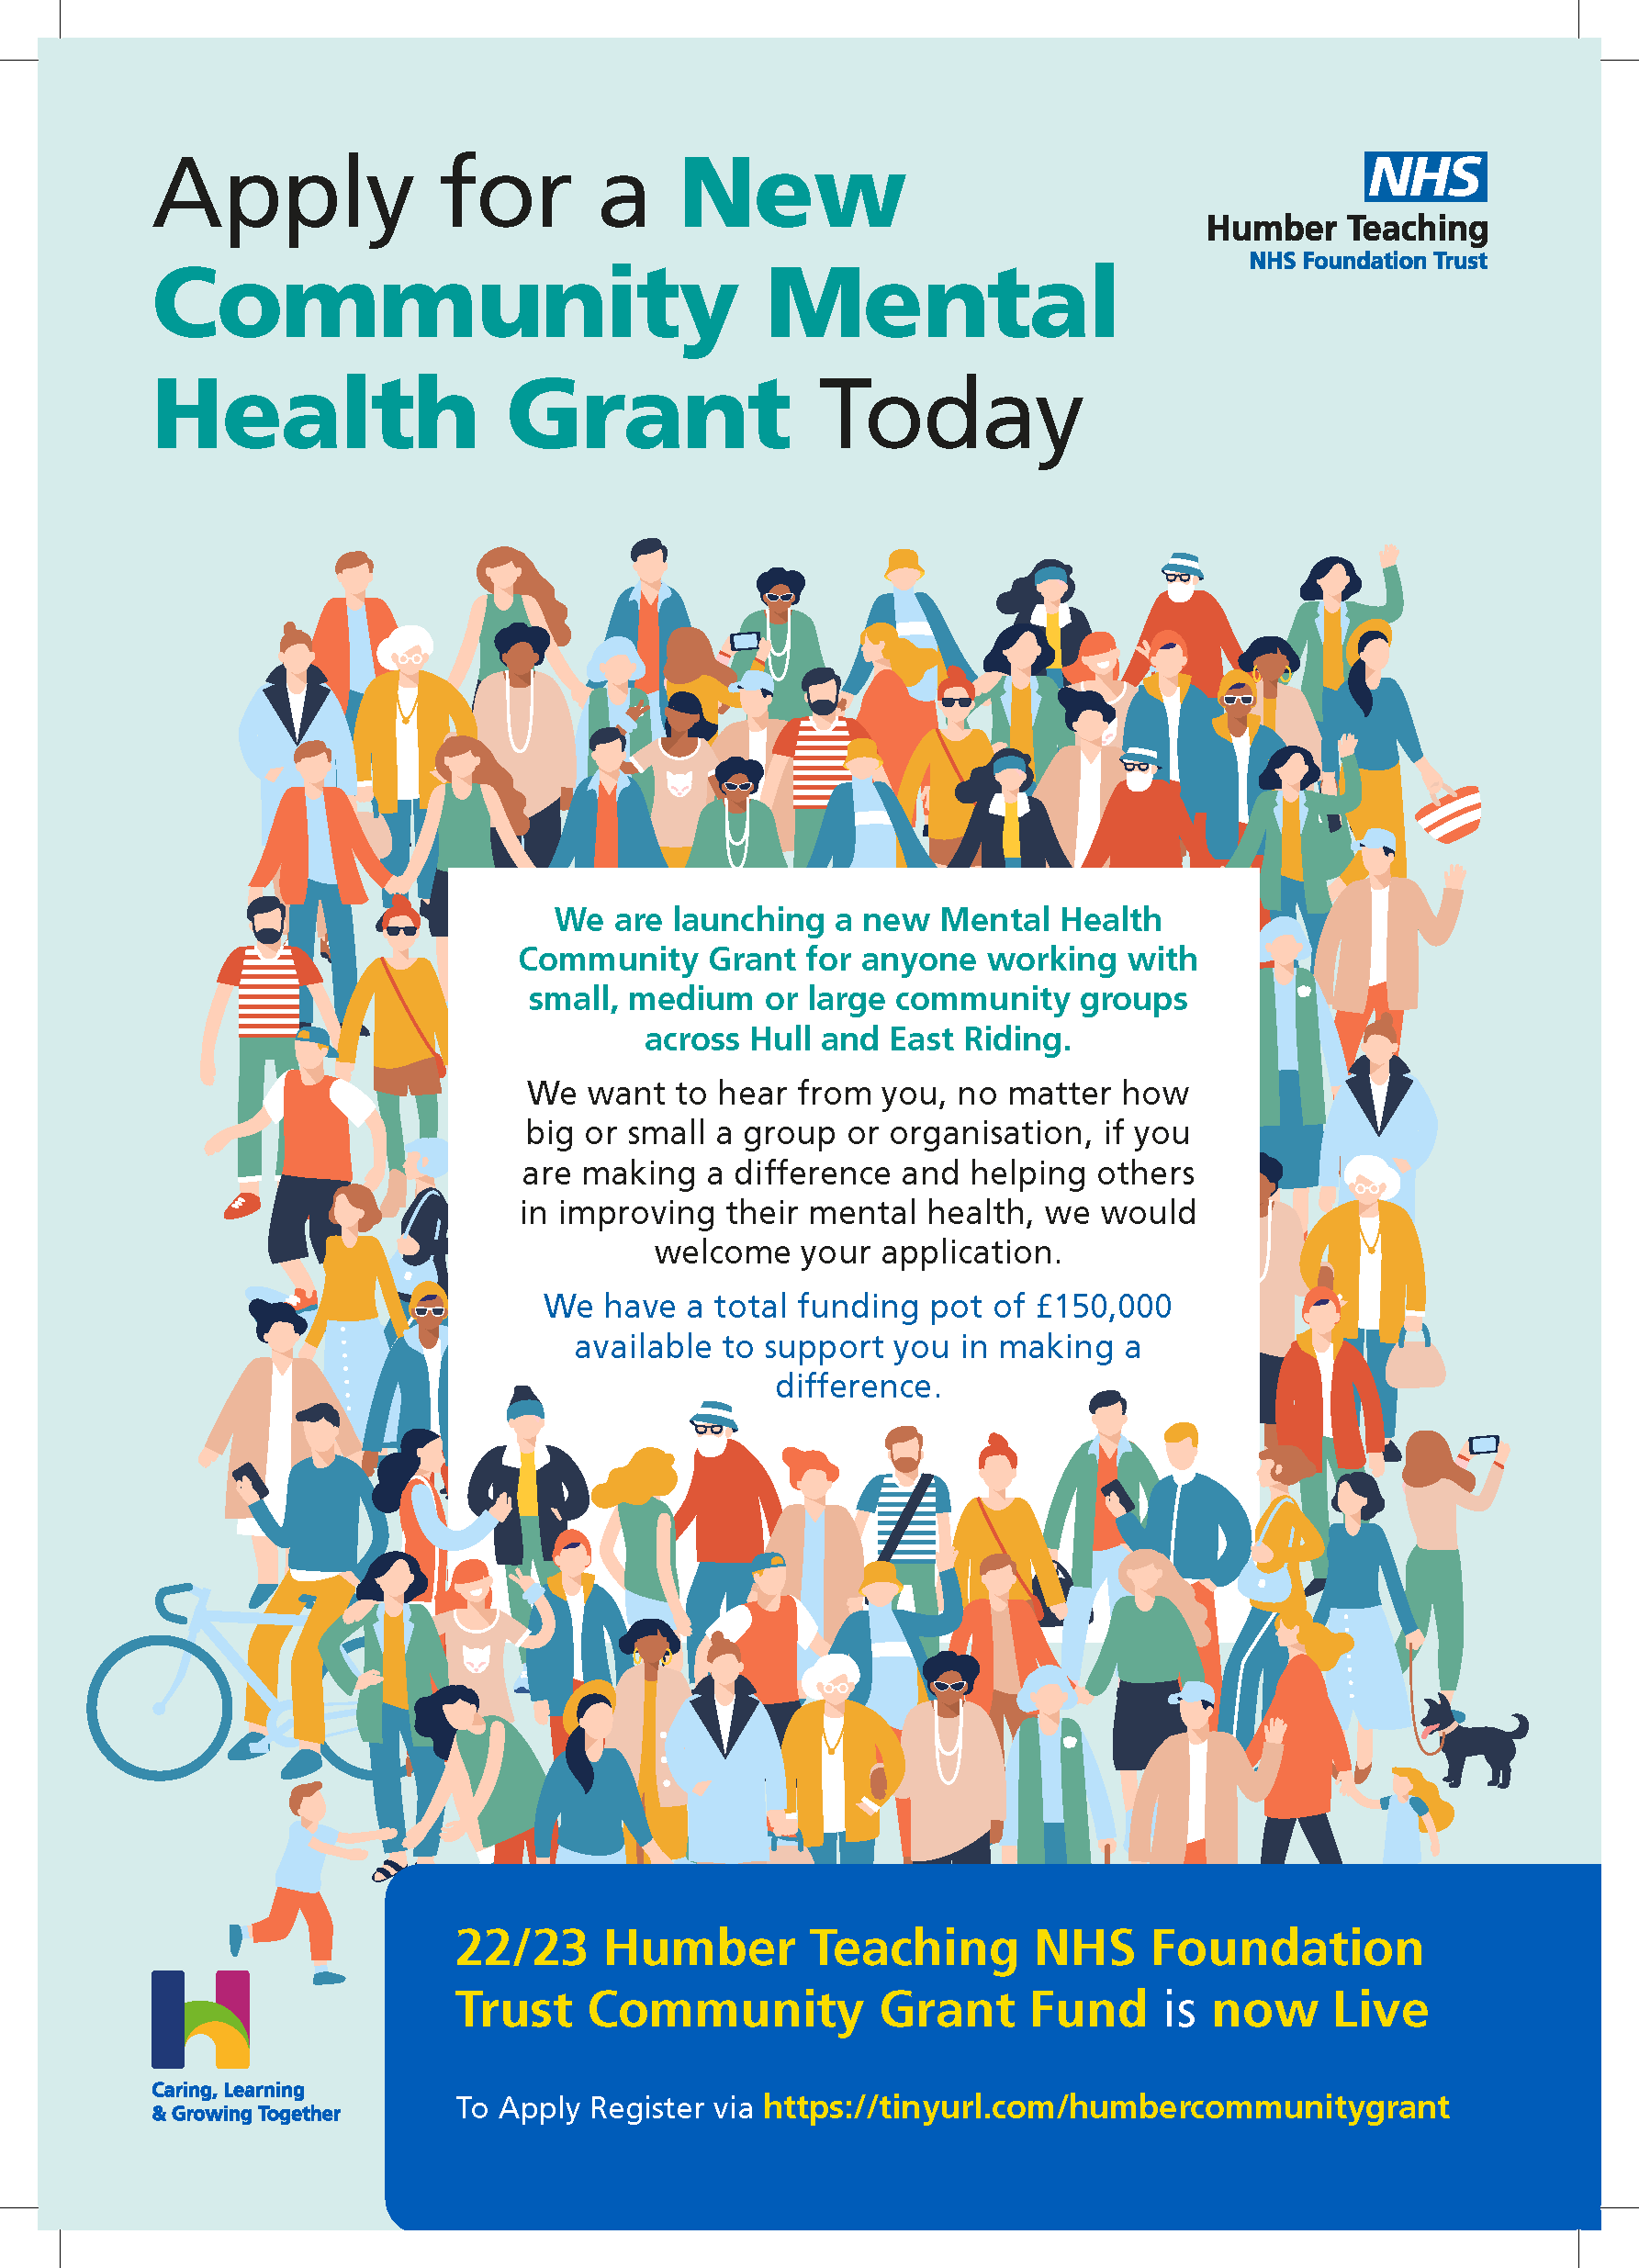 Apply for a New
Community Mental
Health Grant Today
NHS
Humber Teaching
NHS Foundation Trust
We are launching a new Mental Health
Community Grant for anyone working with
small, medium or large community groups
across Hull and East Riding.
We want to hear from you, no matter how
big or small a group or organisation, if you
are making a difference and helping others
in improving their mental health, we would
welcome your application.
We have a total funding pot of £150,000
available to support you in making a
difference.
22/23 Humber Teaching NHS Foundation
Trust Community Grant Fund is now Live
To Apply Register via https://tinyurl.com/humbercommunitygrant
Caring, Learning
& Growing Together